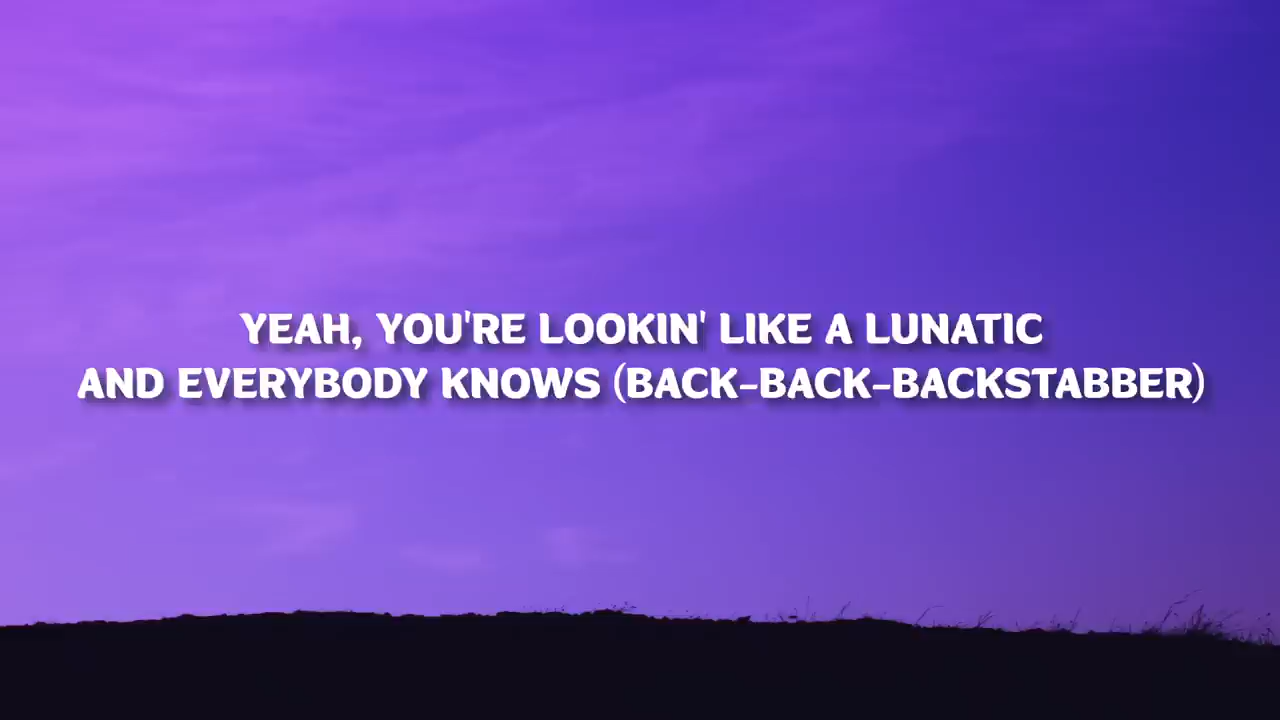 YEAH, YOU'RE LOOKIN' LIKE A LUNATIC
AND EVERYBODY KNOWS (BACK-BACK-BACKSTABBER)